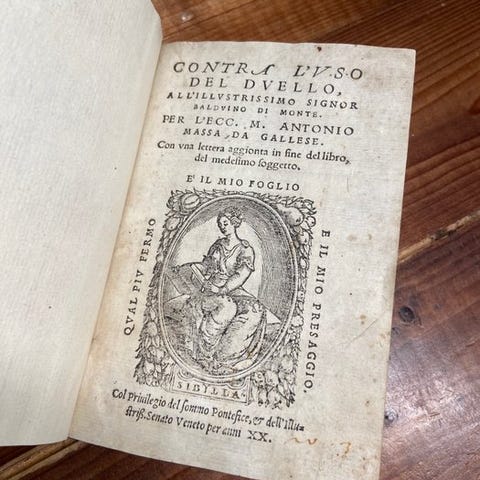 CONTRA L'VSO
DEL DVELLO,
ALL'ILLVSTRISSIMO SIGNOR
BALDVINO DI MONTE.
PER L'ECC. M. ANTONIO
MASSA, DA GALLESE.
Con vna lettera aggionta in fine del libro,
del medesimo soggetto.
E' IL MIO FOGLIO
QVAL PIV FERMO
E IL MIO PRESAGGIO,
SIBYLLA
Col Priuilegio del sommo Pontefice, & dell'Illu-
striss. Senato Veneto per anni XX.